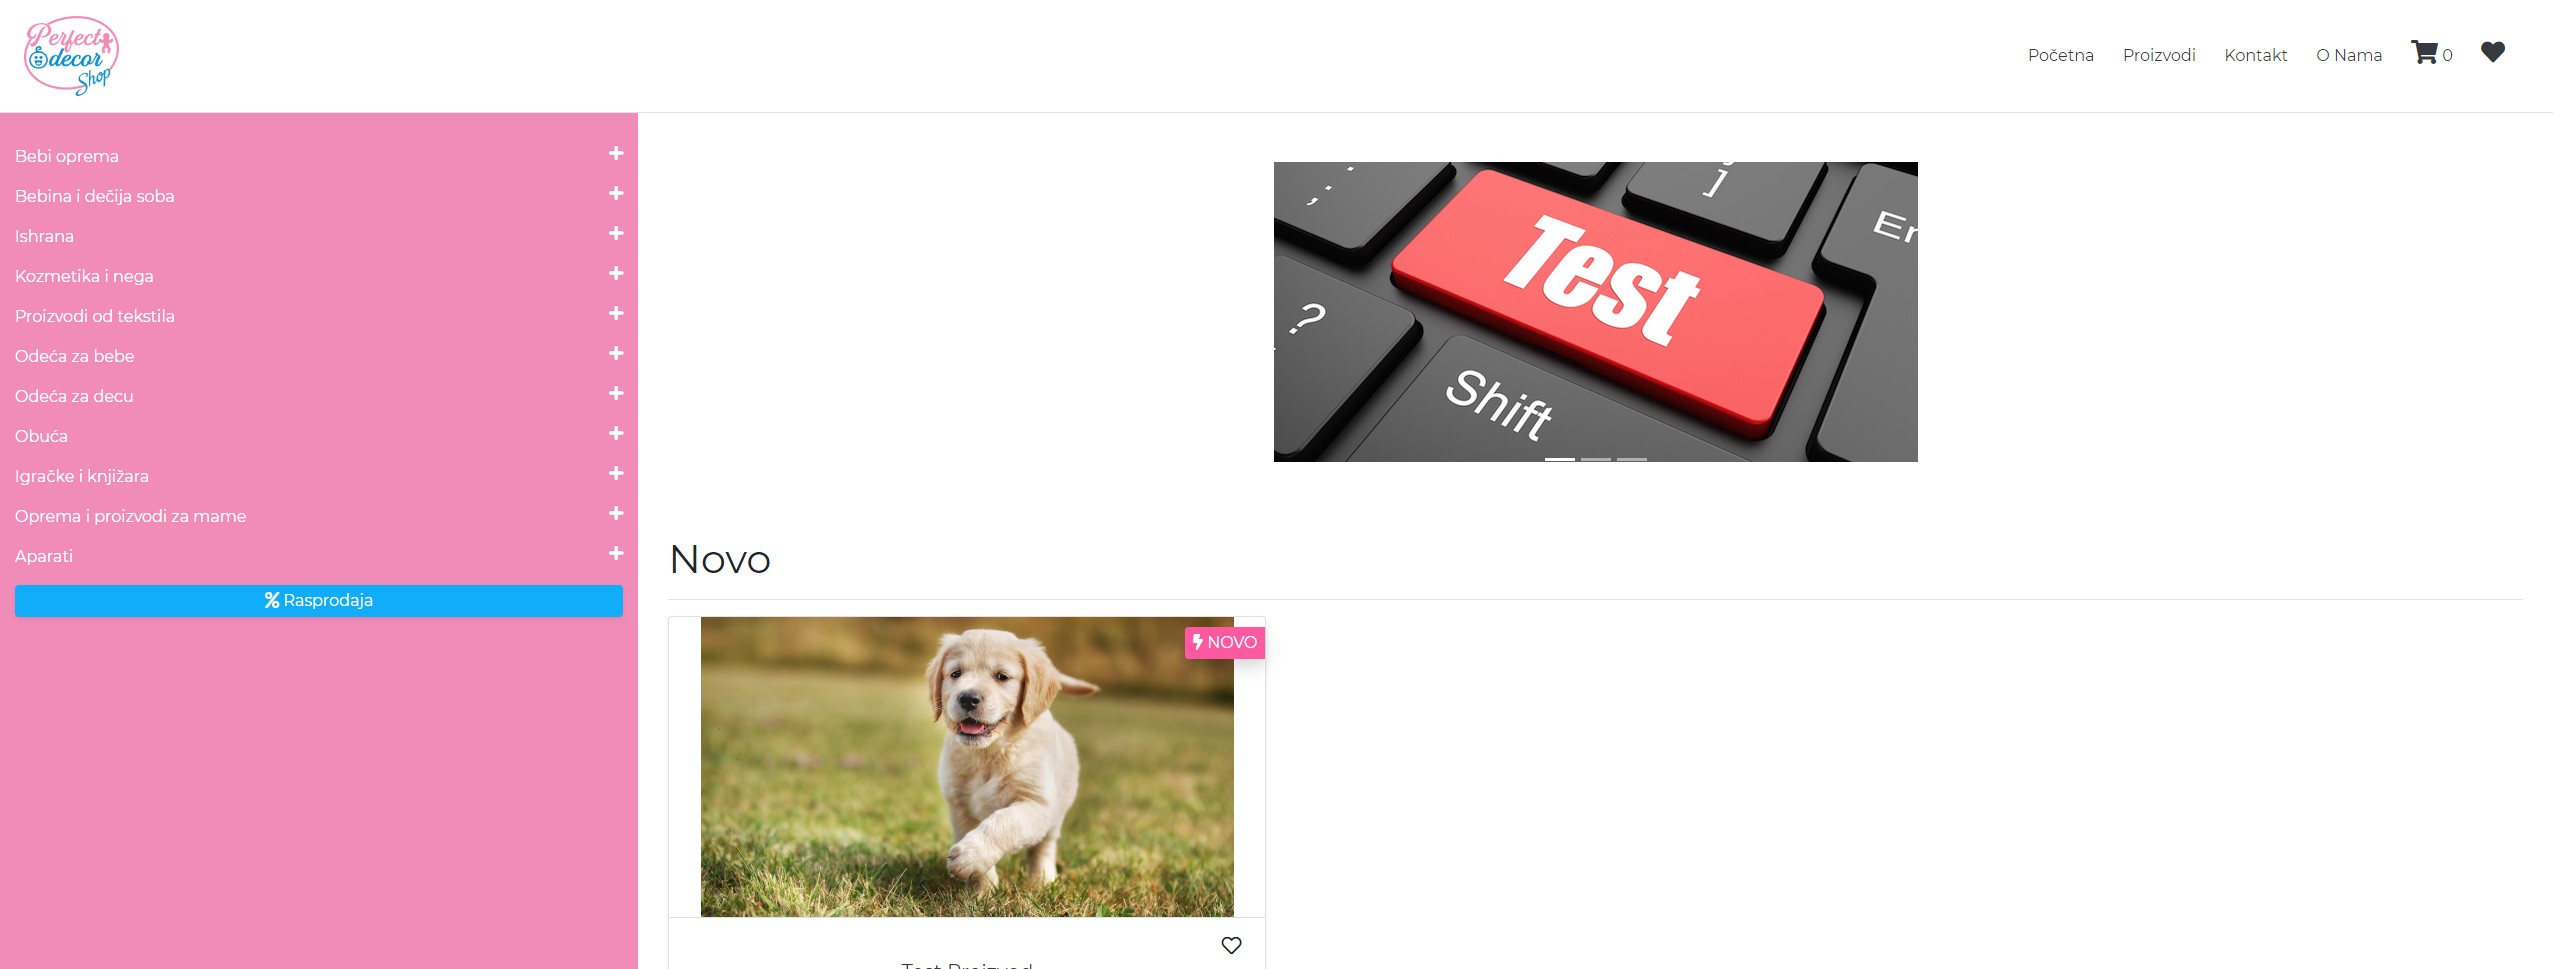 Perfect
decor
Shop
Početna
Proizvodi
Kontakt
O Nama
0
Bebi oprema
Bebina i dečija soba
Ishrana
Kozmetika i nega
Proizvodi od tekstila
Odeća za bebe
Odeća za decu
Obuća
Igračke i knjižara
Oprema i proizvodi za mame
Aparati
% Rasprodaja
;
]
En
Test
?
Shift
Novo
NOVO
Test Proizvod